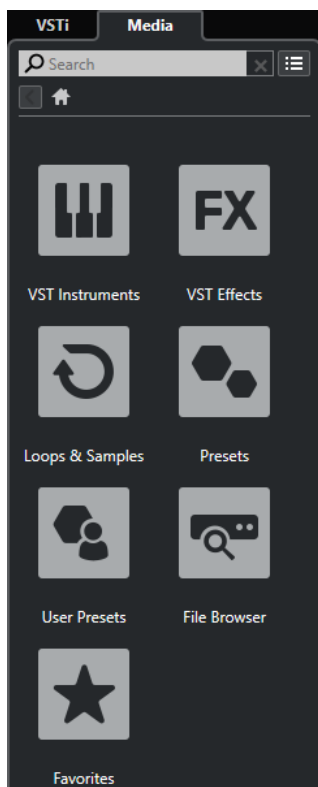 VSTi Media
Search
FX
VST Instruments VST Effects
Loops & Samples Presets
User Presets File Browser
Favorites